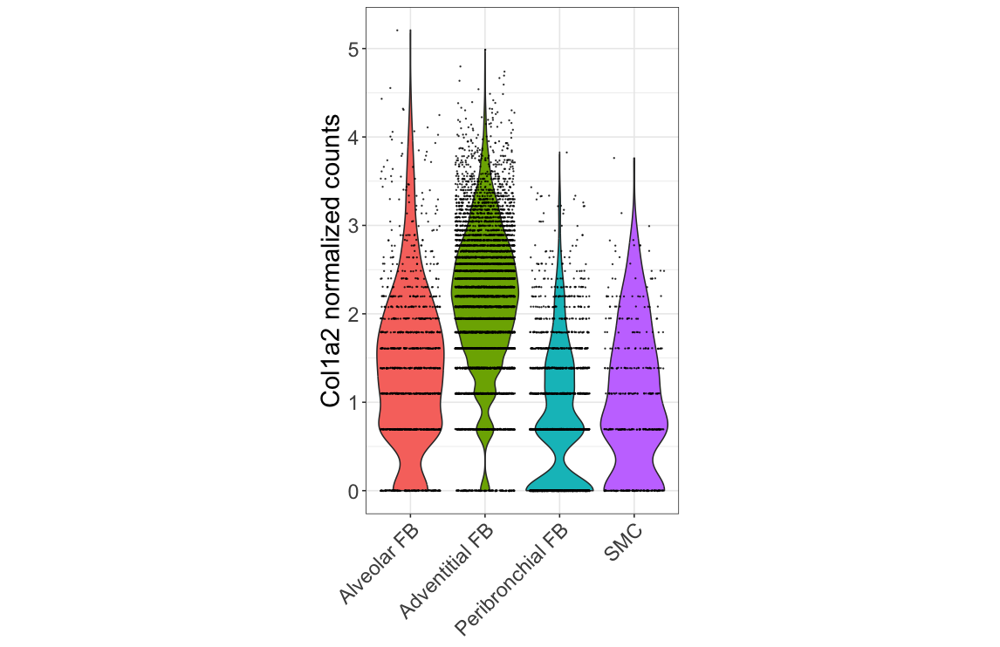 Col1a2 normalized counts
5
4
3
2
1
0
Alveolar FB
Adventitial FB
Peribronchial FB
SMC